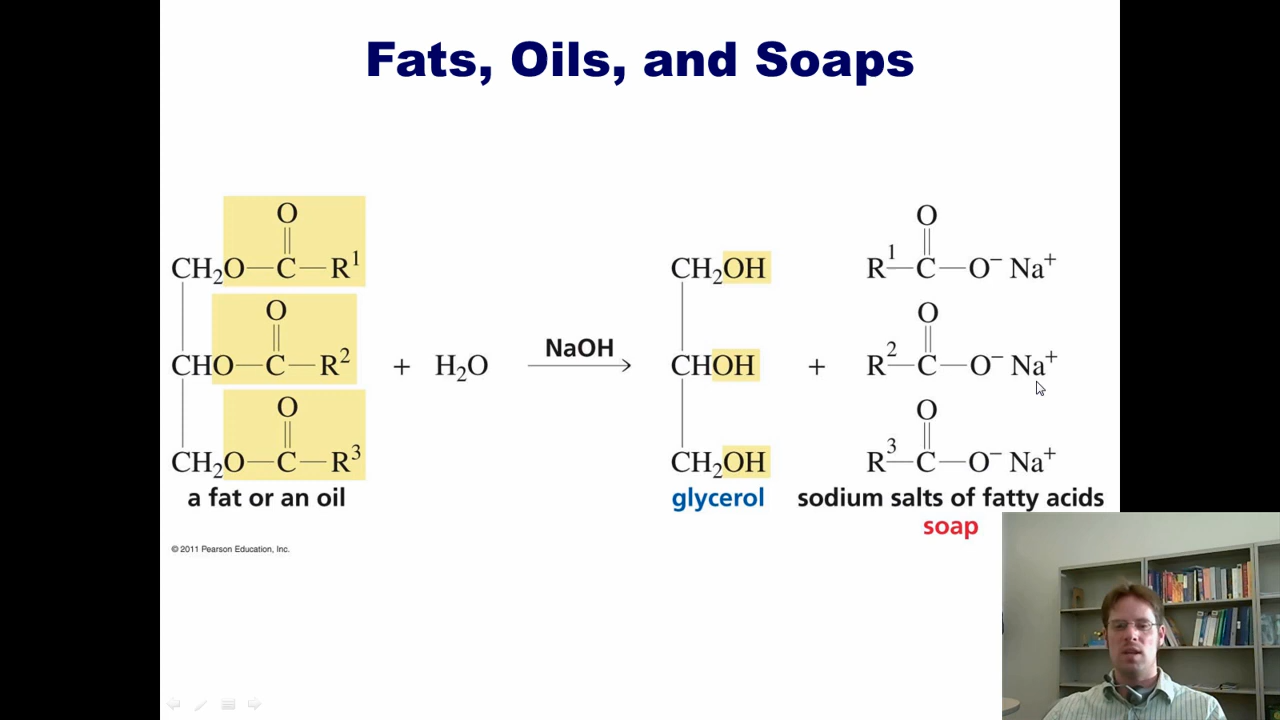 Fats, Oils, and Soaps
O O
CH₂O—C—R¹ CH₂OH R¹—C—O⁻ Na⁺
O O
CHO—C—R² + H₂O NaOH CHOH + R²—C—O⁻ Na⁺
O O
CH₂O—C—R³ CH₂OH R³—C—O⁻ Na⁺
a fat or an oil glycerol sodium salts of fatty acids
soap
© 2011 Pearson Education, Inc.